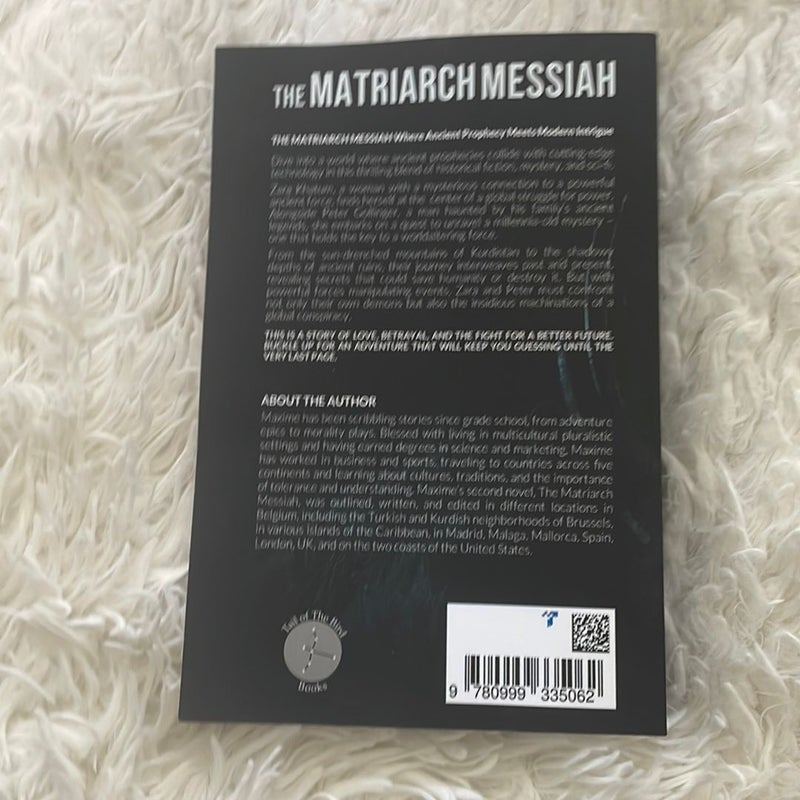 THE MATRIARCH MESSIAH
THE MATRIARCH MESSIAH Where Ancient Prophecy Meets Modern Intrigue
Dive into a world where ancient prophecies collide with cutting-edge
technology in this thrilling blend of historical fiction, mystery, and sci-fi.
Zara Khatum, a woman with a mysterious connection to a powerful
ancient force, finds herself at the center of a global struggle for power.
Alongside Peter Gollinger, a man haunted by his family's ancient
legends, she embarks on a quest to unravel a millennia-old mystery –
one that holds the key to a worldaltering force.
From the sun-drenched mountains of Kurdistan to the shadowy
depths of ancient ruins, their journey interweaves past and present,
revealing secrets that could save humanity or destroy it. But with
powerful forces manipulating events, Zara and Peter must confront
not only their own demons but also the insidious machinations of a
global conspiracy.
THIS IS A STORY OF LOVE, BETRAYAL, AND THE FIGHT FOR A BETTER FUTURE.
BUCKLE UP FOR AN ADVENTURE THAT WILL KEEP YOU GUESSING UNTIL THE
VERY LAST PAGE.
ABOUT THE AUTHOR
Maxime has been scribbling stories since grade school, from adventure
epics to morality plays. Blessed with living in multicultural pluralistic
settings and having earned degrees in science and marketing, Maxime
has worked in business and sports, traveling to countries across five
continents and learning about cultures, traditions, and the importance
of tolerance and understanding. Maxime's second novel, The Matriarch
Messiah, was outlined, written, and edited in different locations in
Belgium, including the Turkish and Kurdish neighborhoods of Brussels,
in various Islands of the Caribbean, in Madrid, Malaga, Mallorca, Spain,
London, UK, and on the two coasts of the United States.
of The Bird
Books
9 780999 335062